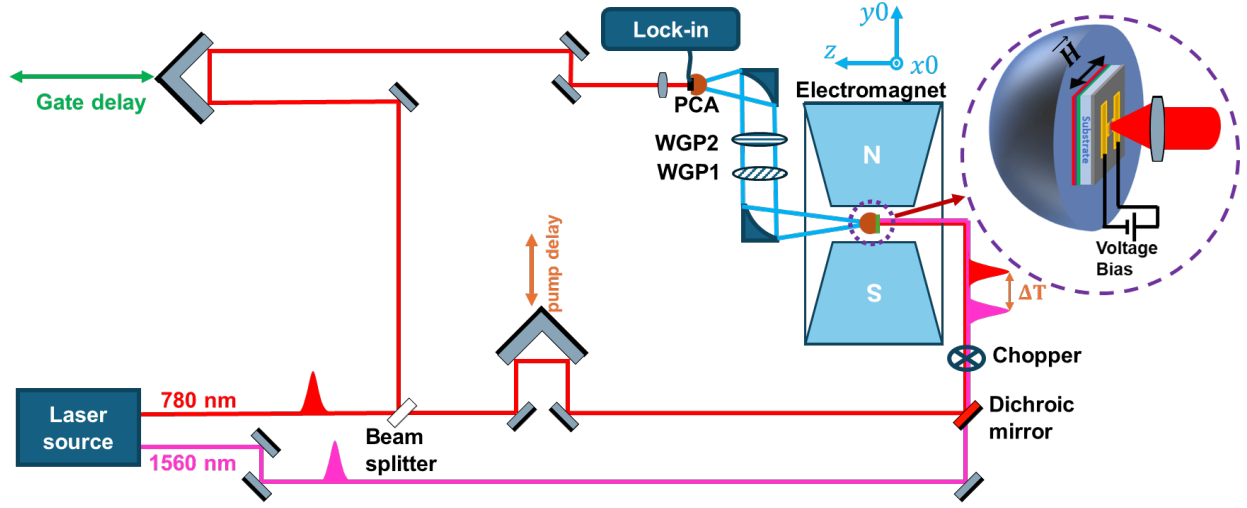 Lock-in
y0
z
x0
Gate delay
PCA
Electromagnet
H
Substrate
WGP2
WGP1
N
Voltage
Bias
pump delay
S
ΔT
Chopper
780 nm
Laser
source
Dichroic
mirror
Beam
splitter
1560 nm